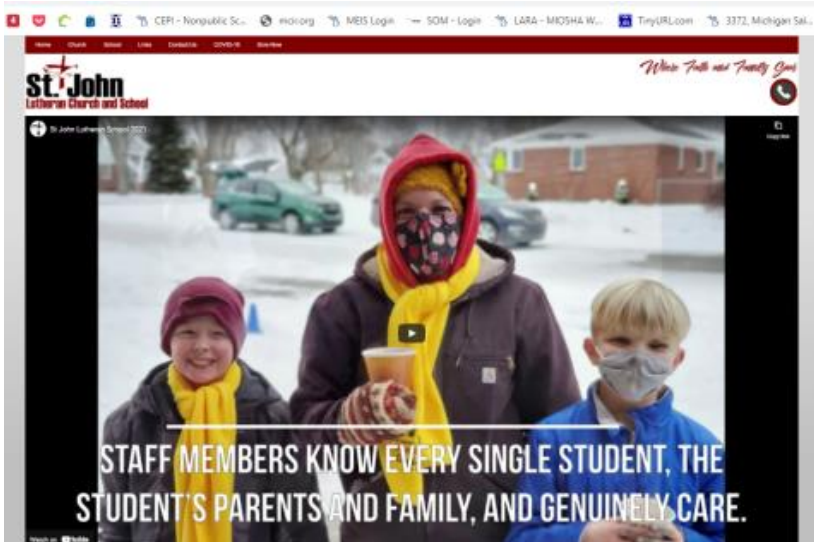 CEPI - Nonpublic Sc... mcir.org MEIS Login SOM - Login LARA - MIOSHA W... TinyURL.com 3372, Michigan Sal...
Home Church School Links Contact Us COVID-19 Give Now
St. John
Lutheran Church and School
Where Faith and Family
St John Lutheran School 2021
Copy link
STAFF MEMBERS KNOW EVERY SINGLE STUDENT, THE
STUDENT'S PARENTS AND FAMILY, AND GENUINELY CARE.
Watch on YouTube